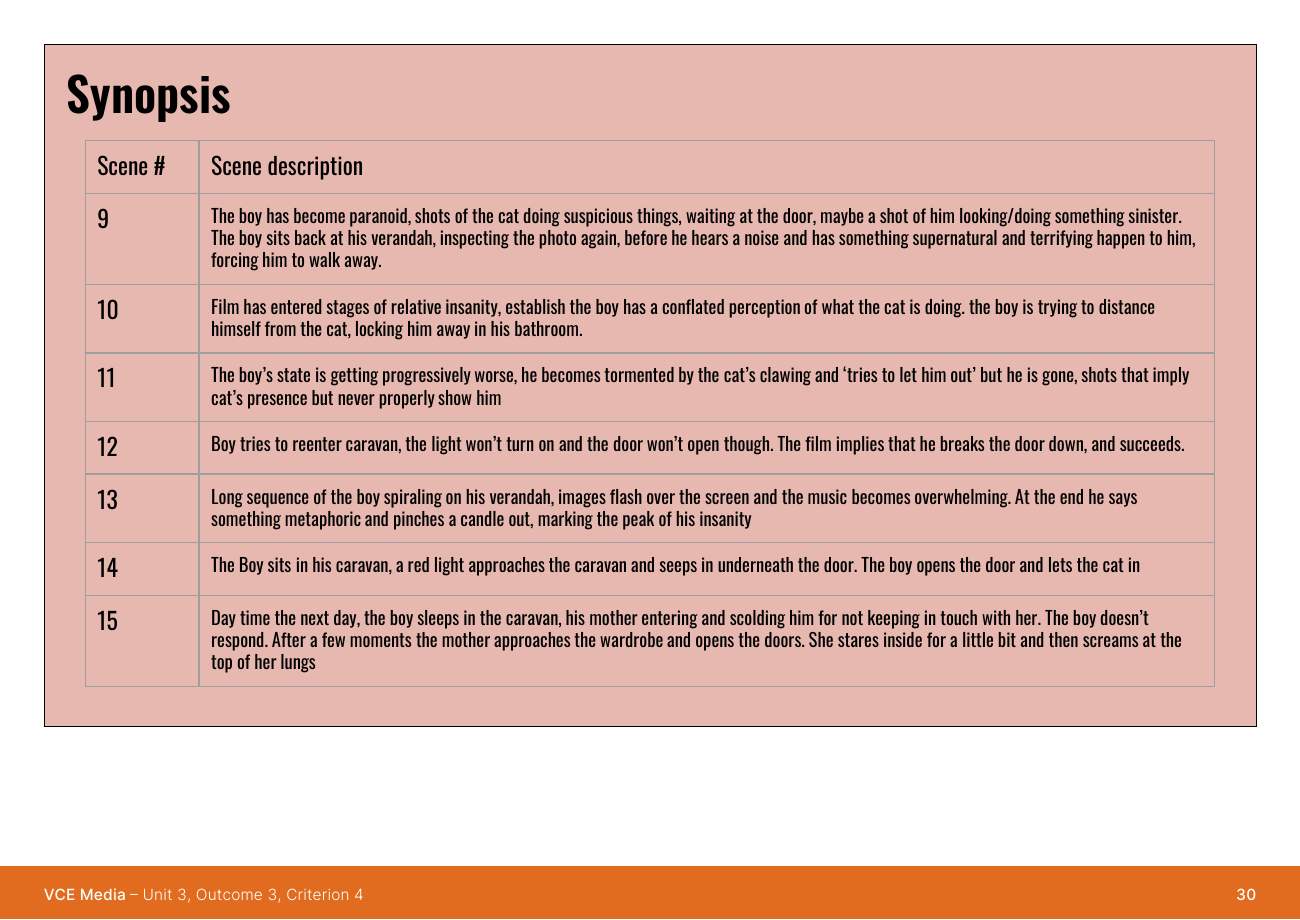 Synopsis
Scene #
Scene description
9
The boy has become paranoid, shots of the cat doing suspicious things, waiting at the door, maybe a shot of him looking/doing something sinister.
The boy sits back at his verandah, inspecting the photo again, before he hears a noise and has something supernatural and terrifying happen to him,
forcing him to walk away.
10
Film has entered stages of relative insanity, establish the boy has a conflated perception of what the cat is doing. the boy is trying to distance
himself from the cat, locking him away in his bathroom.
11
The boy’s state is getting progressively worse, he becomes tormented by the cat’s clawing and ‘tries to let him out’ but he is gone, shots that imply
cat’s presence but never properly show him
12
Boy tries to reenter caravan, the light won’t turn on and the door won’t open though. The film implies that he breaks the door down, and succeeds.
13
Long sequence of the boy spiraling on his verandah, images flash over the screen and the music becomes overwhelming. At the end he says
something metaphoric and pinches a candle out, marking the peak of his insanity
14
The Boy sits in his caravan, a red light approaches the caravan and seeps in underneath the door. The boy opens the door and lets the cat in
15
Day time the next day, the boy sleeps in the caravan, his mother entering and scolding him for not keeping in touch with her. The boy doesn’t
respond. After a few moments the mother approaches the wardrobe and opens the doors. She stares inside for a little bit and then screams at the
top of her lungs
VCE Media – Unit 3, Outcome 3, Criterion 4
30